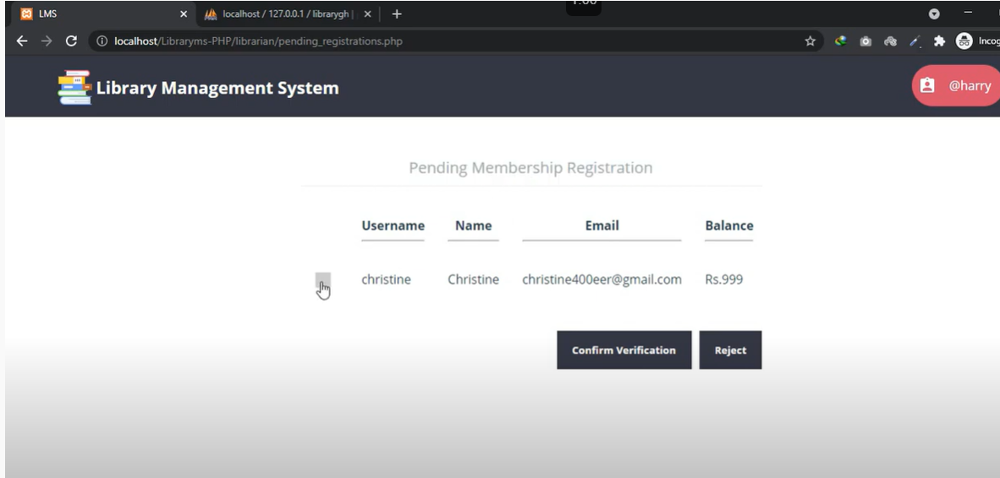 LMS
localhost / 127.0.0.1 / librarygh |
localhost/Libraryms-PHP/librarian/pending_registrations.php
Library Management System
@harry
Pending Membership Registration
Username Name Email Balance
christine Christine christine400eer@gmail.com Rs.999
Confirm Verification Reject